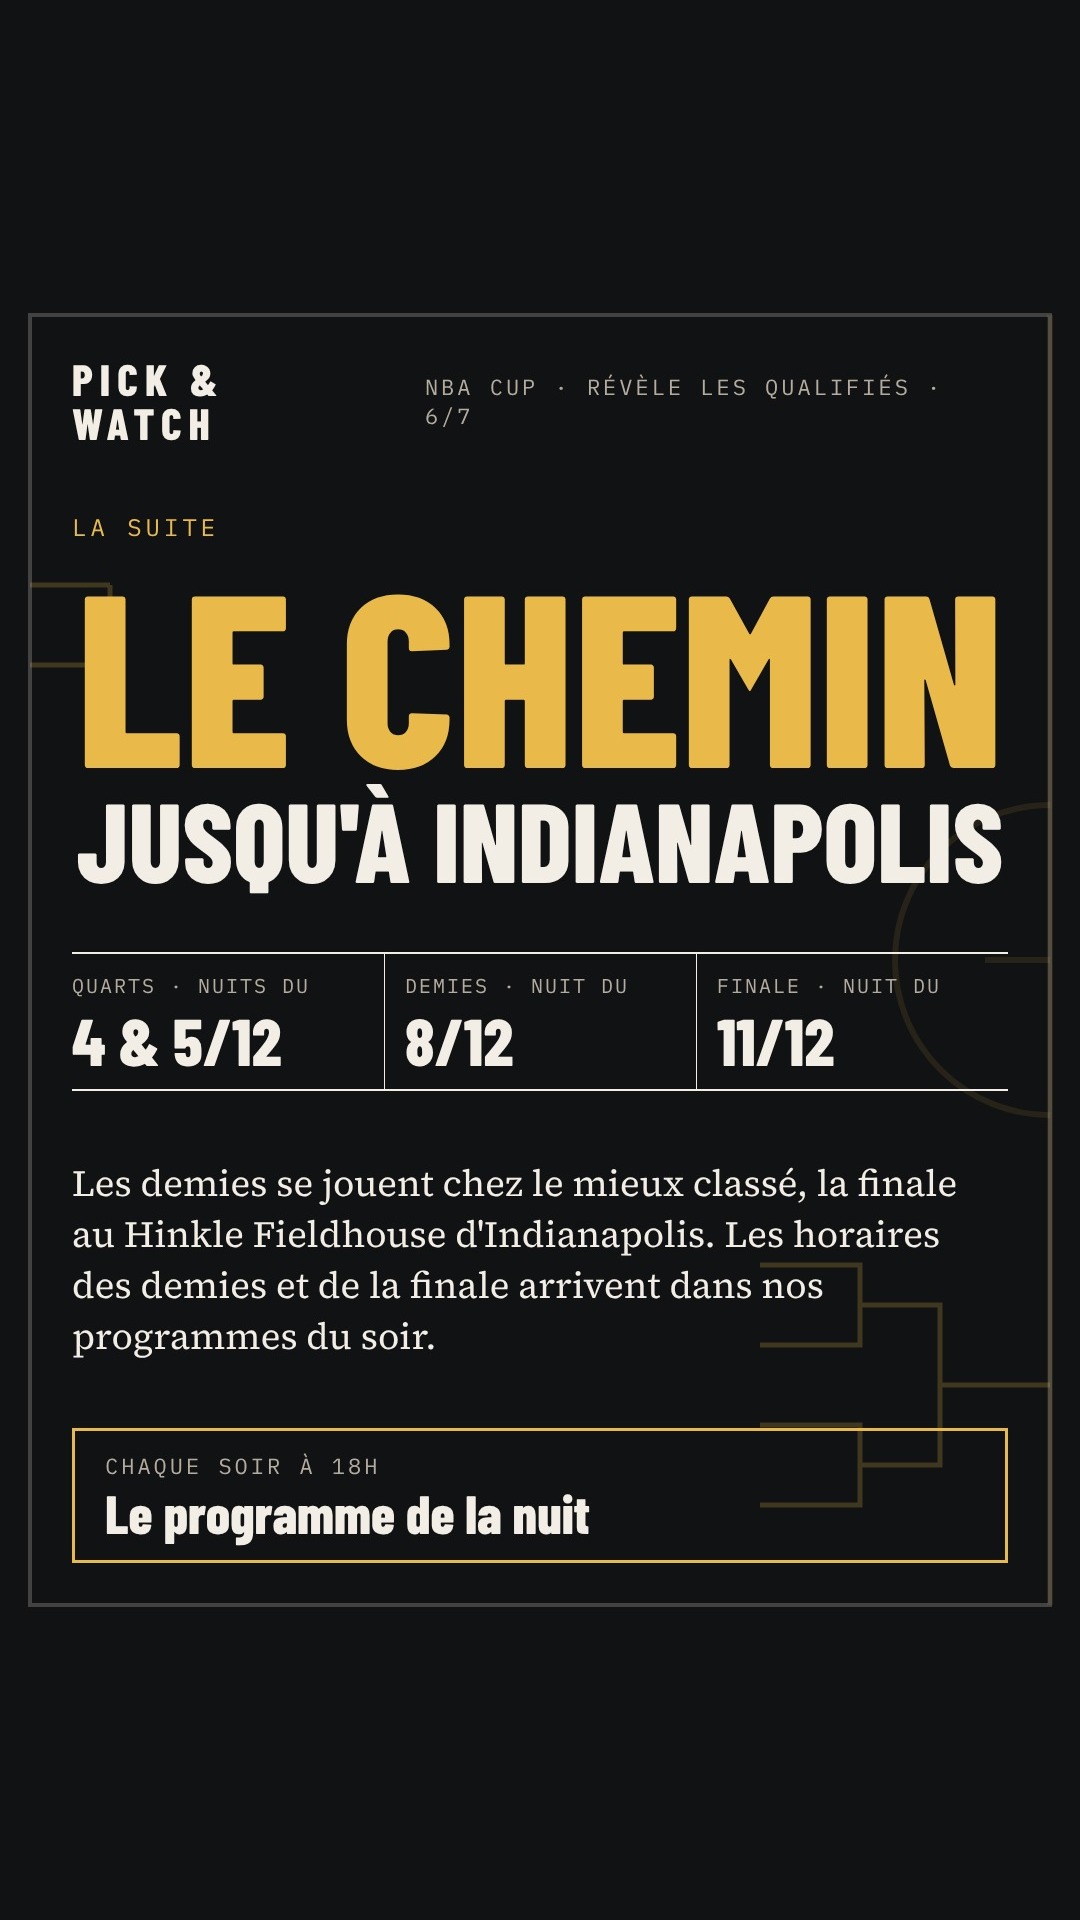 PICK &
WATCH
NBA CUP · RÉVÈLE LES QUALIFIÉS ·
6/7
LA SUITE
LE CHEMIN
JUSQU'À INDIANAPOLIS
QUARTS · NUITS DU
4 & 5/12
DEMIES · NUIT DU
8/12
FINALE · NUIT DU
11/12
Les demies se jouent chez le mieux classé, la finale
au Hinkle Fieldhouse d'Indianapolis. Les horaires
des demies et de la finale arrivent dans nos
programmes du soir.
CHAQUE SOIR À 18H
Le programme de la nuit